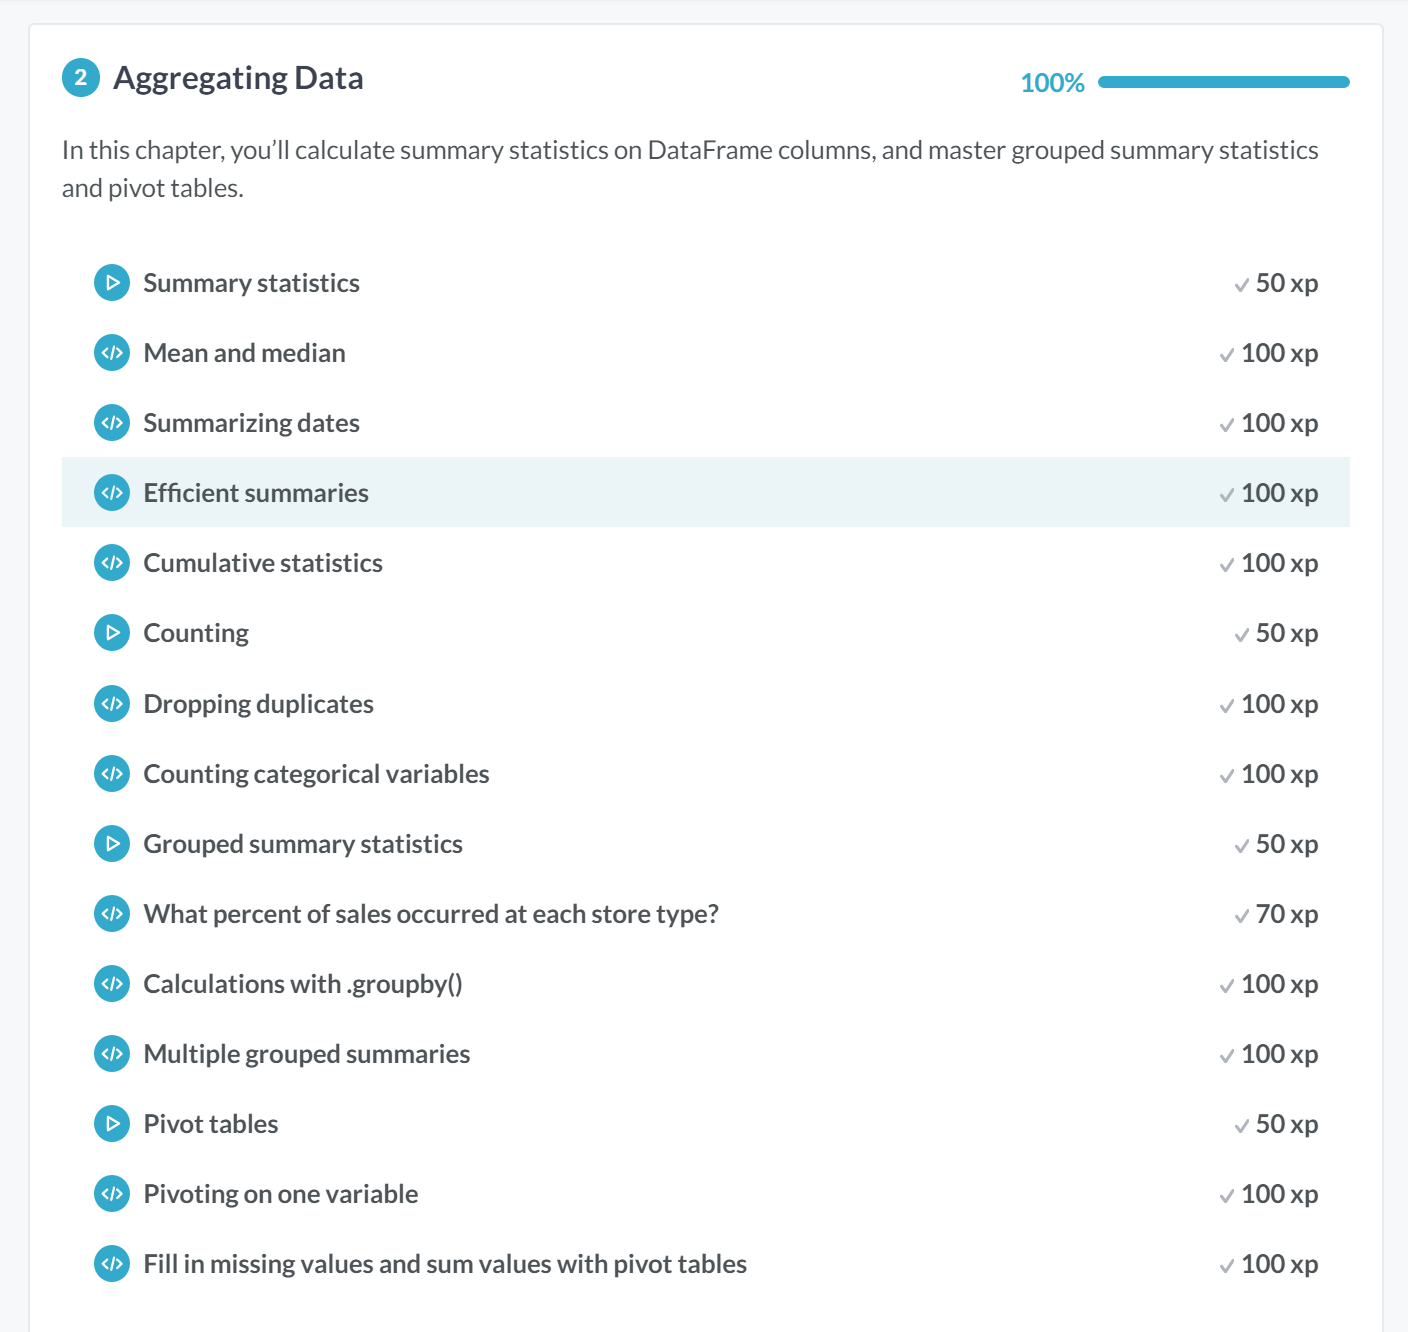 2 Aggregating Data 100%
In this chapter, you’ll calculate summary statistics on DataFrame columns, and master grouped summary statistics
and pivot tables.
Summary statistics 50 xp
Mean and median 100 xp
Summarizing dates 100 xp
Efficient summaries 100 xp
Cumulative statistics 100 xp
Counting 50 xp
Dropping duplicates 100 xp
Counting categorical variables 100 xp
Grouped summary statistics 50 xp
What percent of sales occurred at each store type? 70 xp
Calculations with .groupby() 100 xp
Multiple grouped summaries 100 xp
Pivot tables 50 xp
Pivoting on one variable 100 xp
Fill in missing values and sum values with pivot tables 100 xp